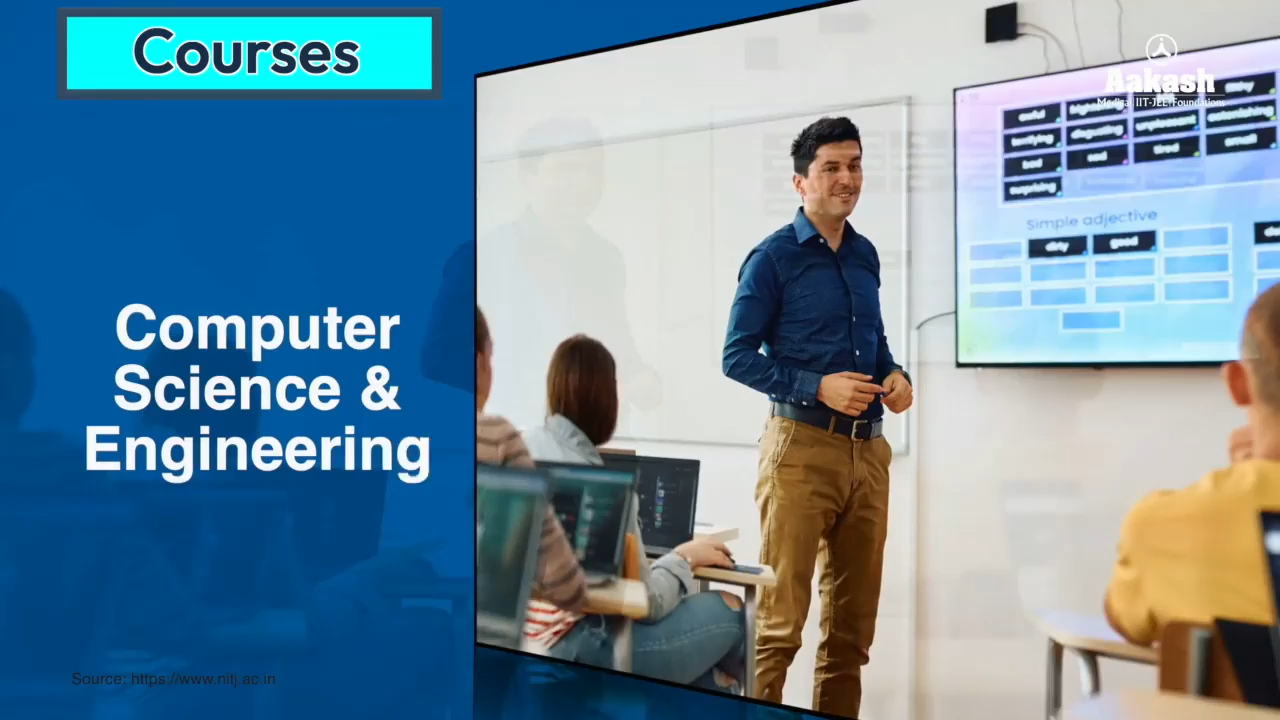 Courses
Aakash
Medical IIT-JEE Foundations
awful
terrifying disgusting unpleasant astonishing
bad sad tired small
surprising
Simple adjective
dirty good
Computer
Science &
Engineering
Source: https://www.nitj.ac.in